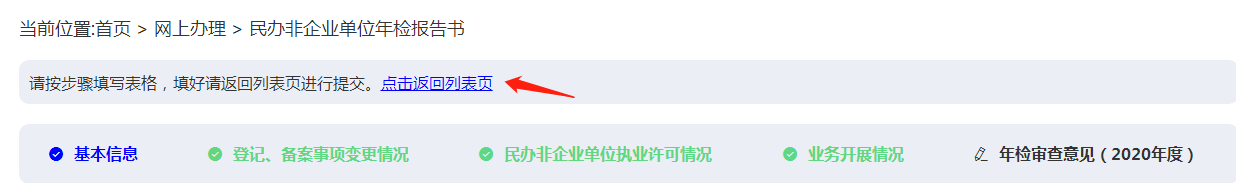 当前位置:首页 > 网上办理 > 民办非企业单位年检报告书
请按步骤填写表格，填好请返回列表页进行提交。点击返回列表页
基本信息 登记、备案事项变更情况 民办非企业单位执业许可情况 业务开展情况 年检审查意见（2020年度）